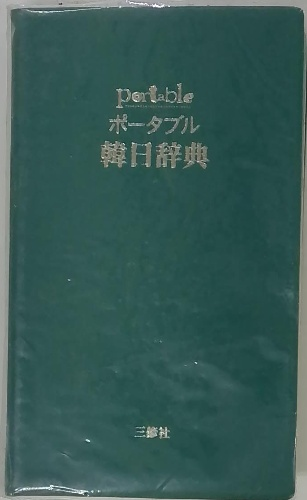 portable
ポータブル
韓日辞典
三修社